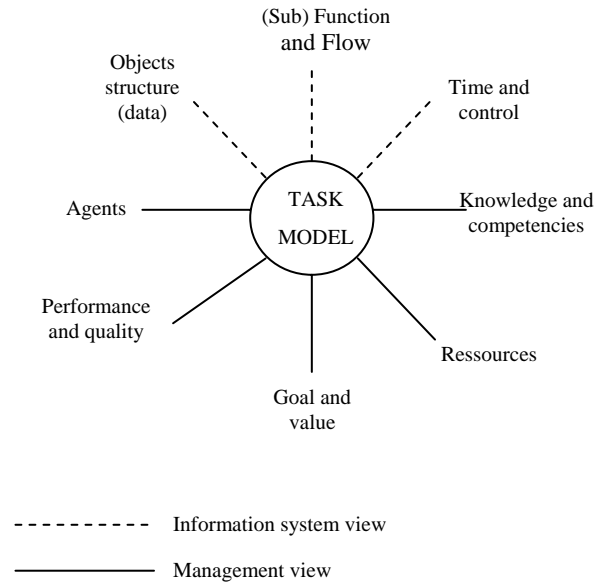 (Sub) Function
and Flow
Objects
structure
(data)
Time and
control
TASK
MODEL
Agents
Knowledge and
competencies
Performance
and quality
Ressources
Goal and
value
Information system view
Management view